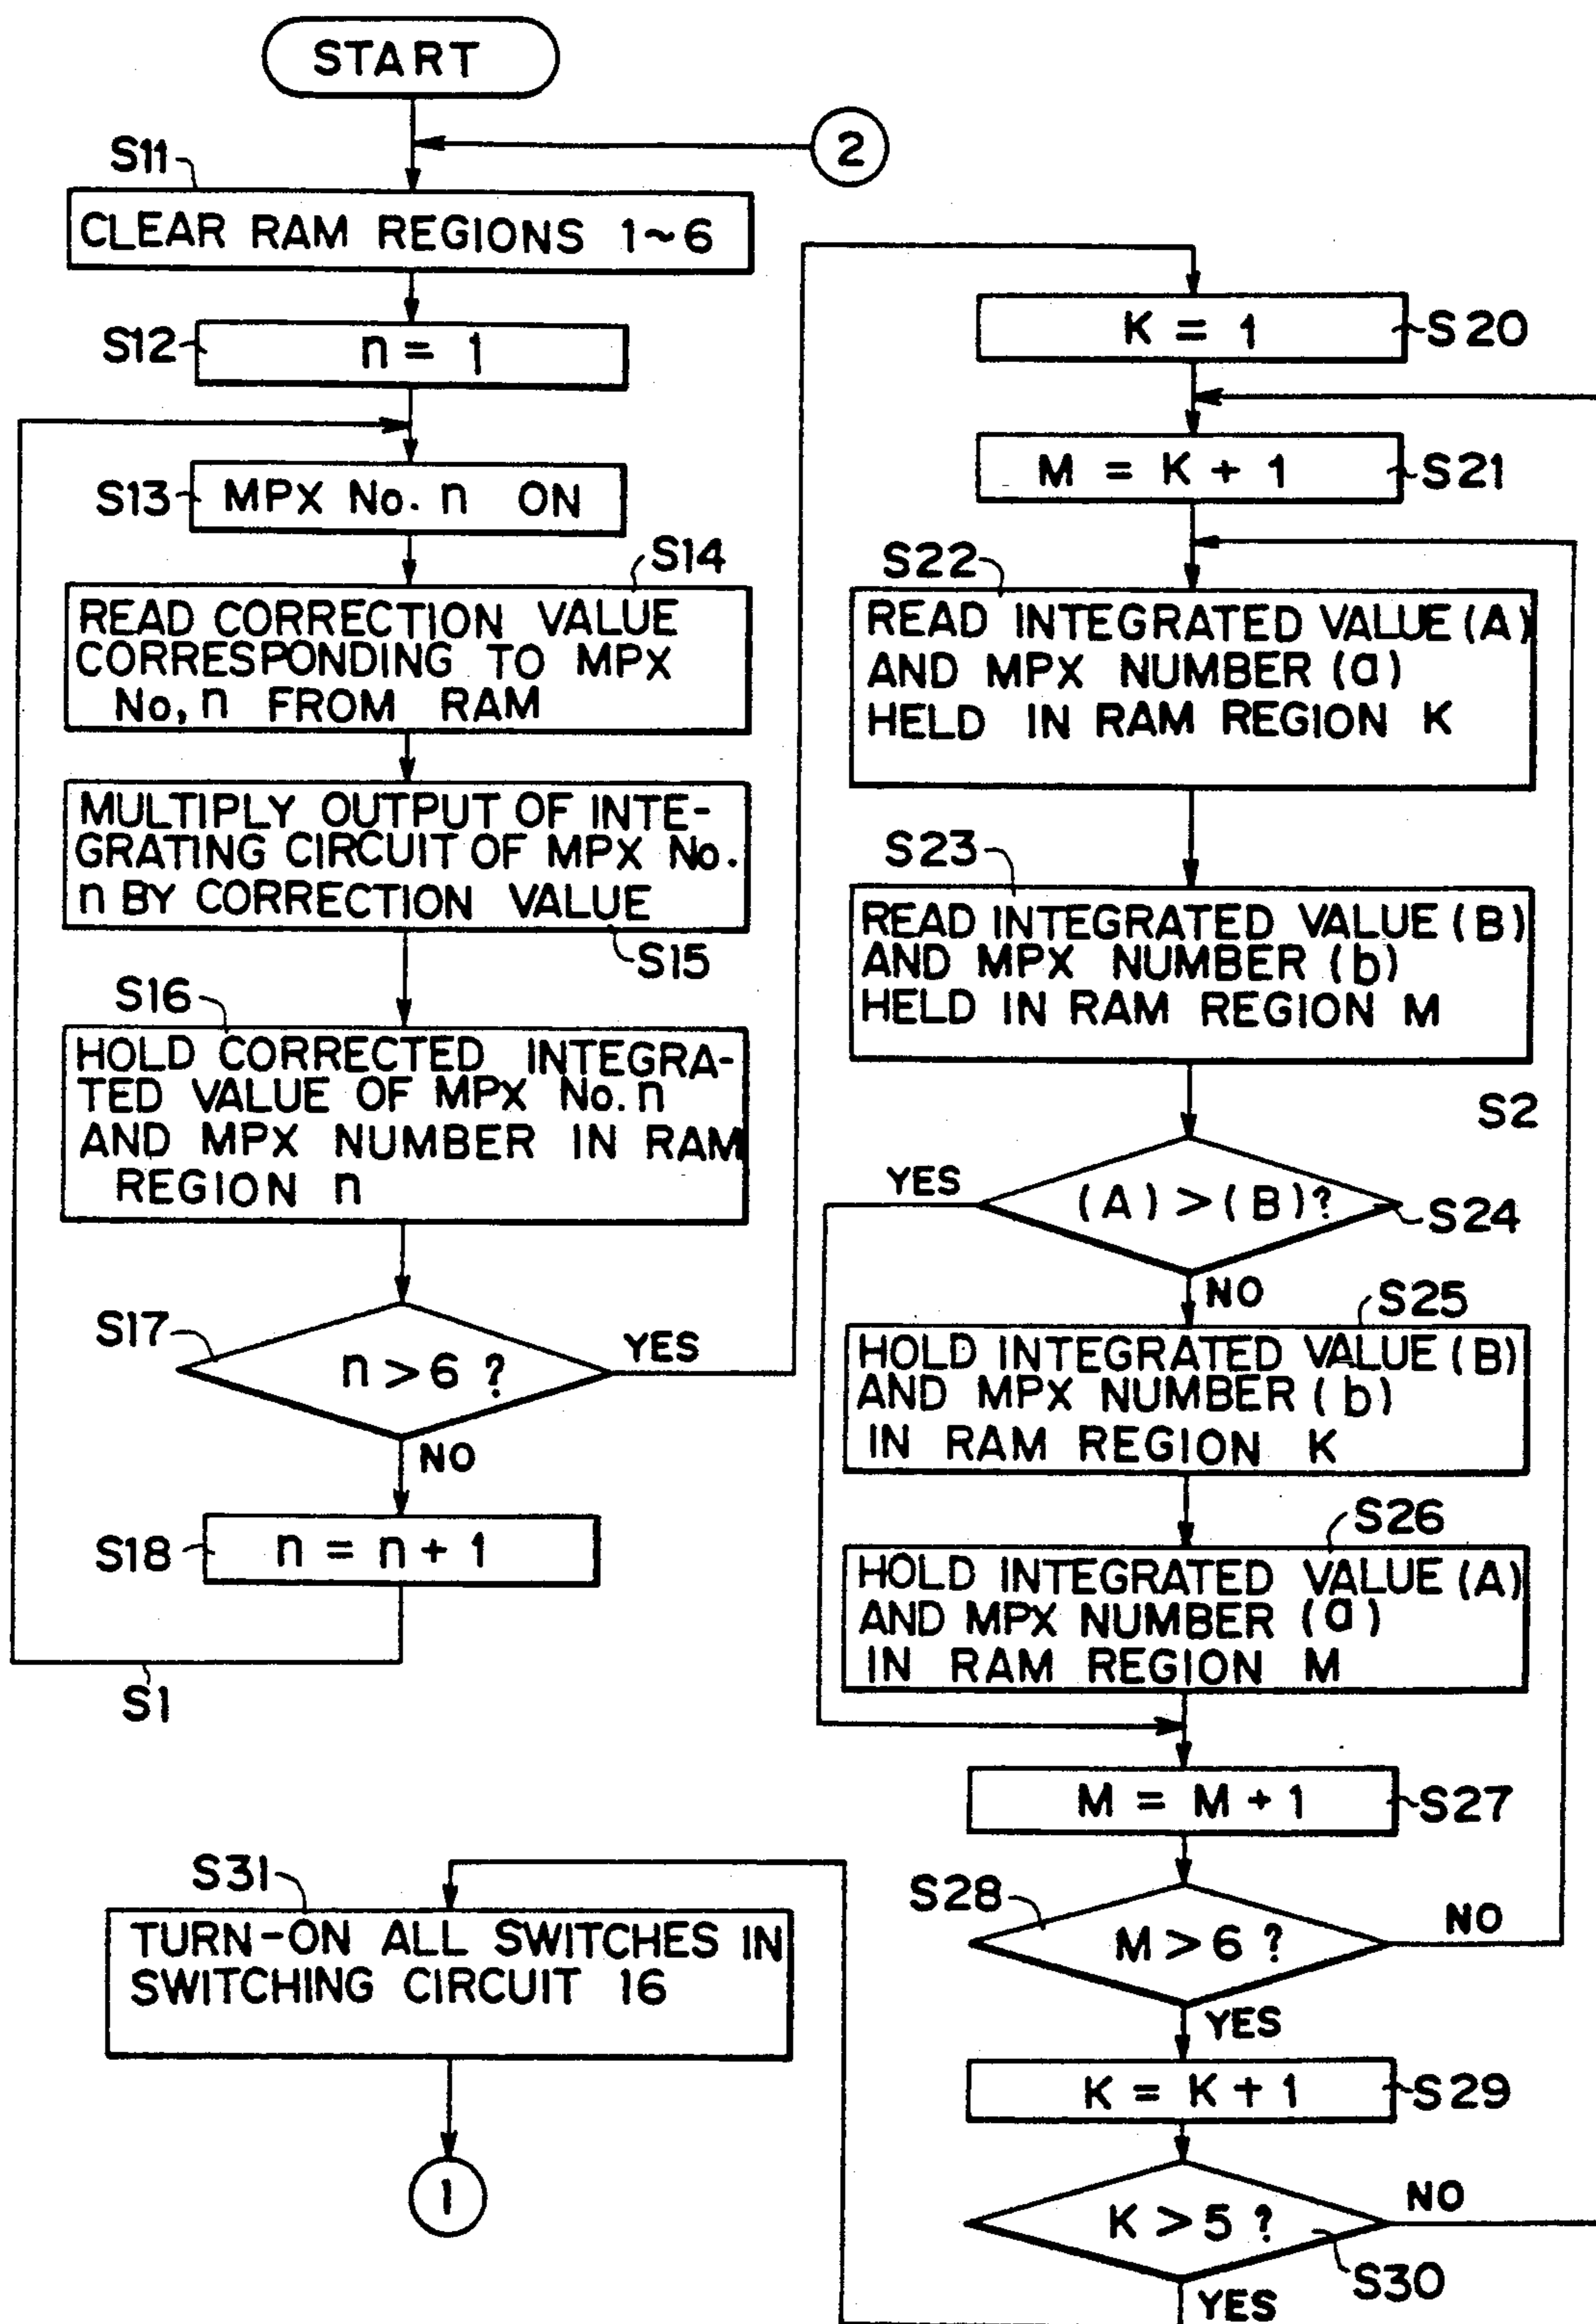 START
2
S11
CLEAR RAM REGIONS 1~6
S12
n = 1
S13
MPX No. n ON
S14
READ CORRECTION VALUE
CORRESPONDING TO MPX
No, n FROM RAM
MULTIPLY OUTPUT OF INTE-
GRATING CIRCUIT OF MPX No.
n BY CORRECTION VALUE
S15
S16
HOLD CORRECTED INTEGRA-
TED VALUE OF MPX No. n
AND MPX NUMBER IN RAM
REGION n
S17
n > 6 ?
YES
NO
S18
n = n + 1
S1
K = 1
S20
M = K + 1
S21
S22
READ INTEGRATED VALUE (A)
AND MPX NUMBER (a)
HELD IN RAM REGION K
S23
READ INTEGRATED VALUE (B)
AND MPX NUMBER (b)
HELD IN RAM REGION M
S2
YES
(A) > (B) ?
S24
NO
S25
HOLD INTEGRATED VALUE (B)
AND MPX NUMBER (b)
IN RAM REGION K
S26
HOLD INTEGRATED VALUE (A)
AND MPX NUMBER (a)
IN RAM REGION M
M = M + 1
S27
S28
M > 6 ?
NO
YES
K = K + 1
S29
K > 5 ?
NO
S30
YES
S31
TURN-ON ALL SWITCHES IN
SWITCHING CIRCUIT 16
1